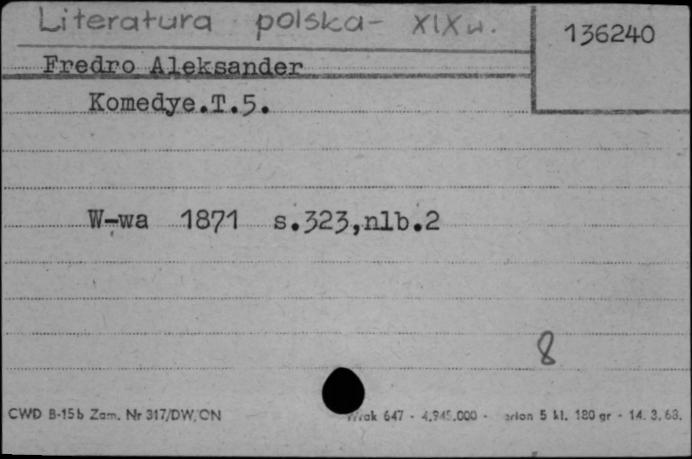 Literatura polska - XIX w.
136240
Fredro Aleksander
Komedye.T.5.
W-wa 1871 s.323,nlb.2
8
CWD B-15b Zam. Nr 317/DW/CN 647 - 4.945.000 - 5 kl. 180 gr - 14. 3. 63.